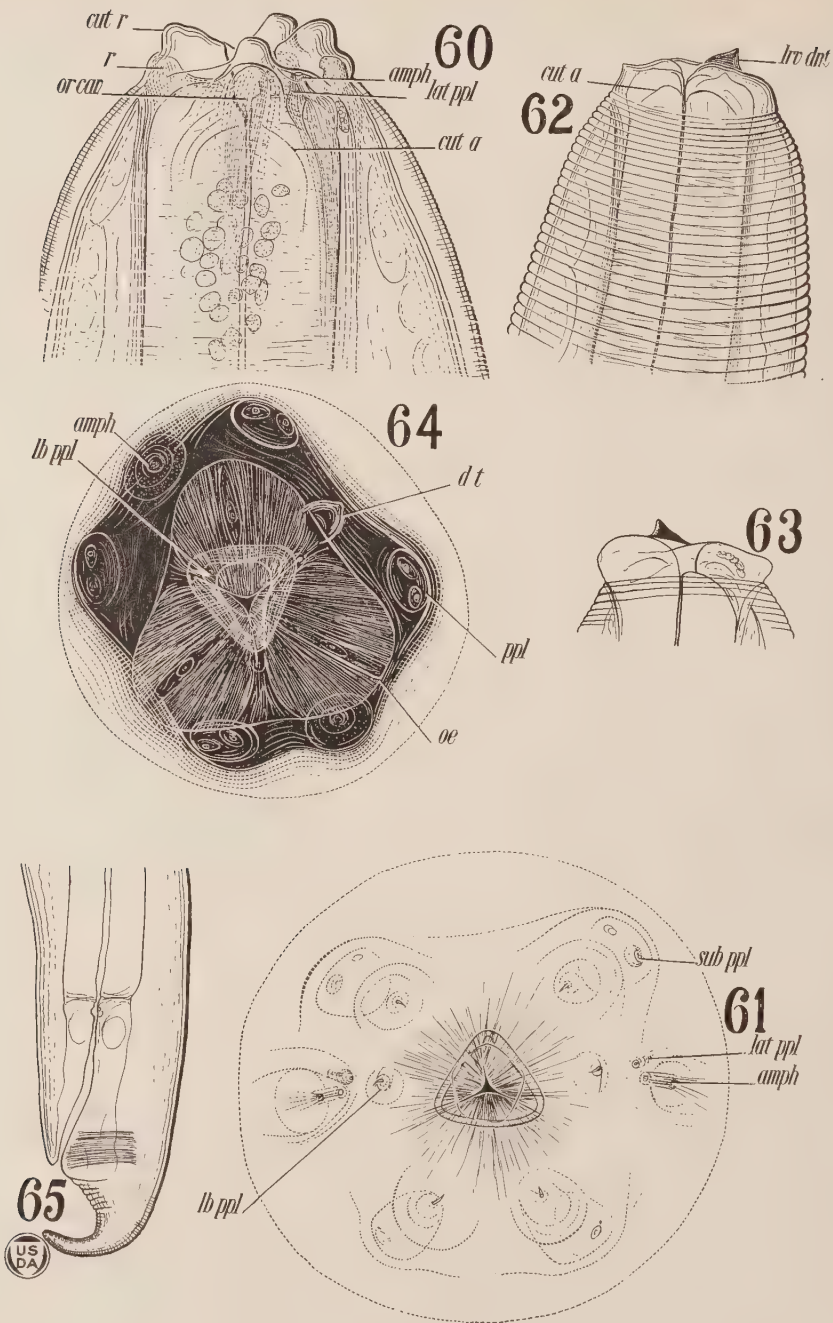 cut r
r
or cav
60
amph
lat ppl
cut a
cut a
62
lrv dnt
amph
lb ppl
64
d t
ppl
oe
63
65
US
DA
sub ppl
61
lat ppl
amph
lb ppl